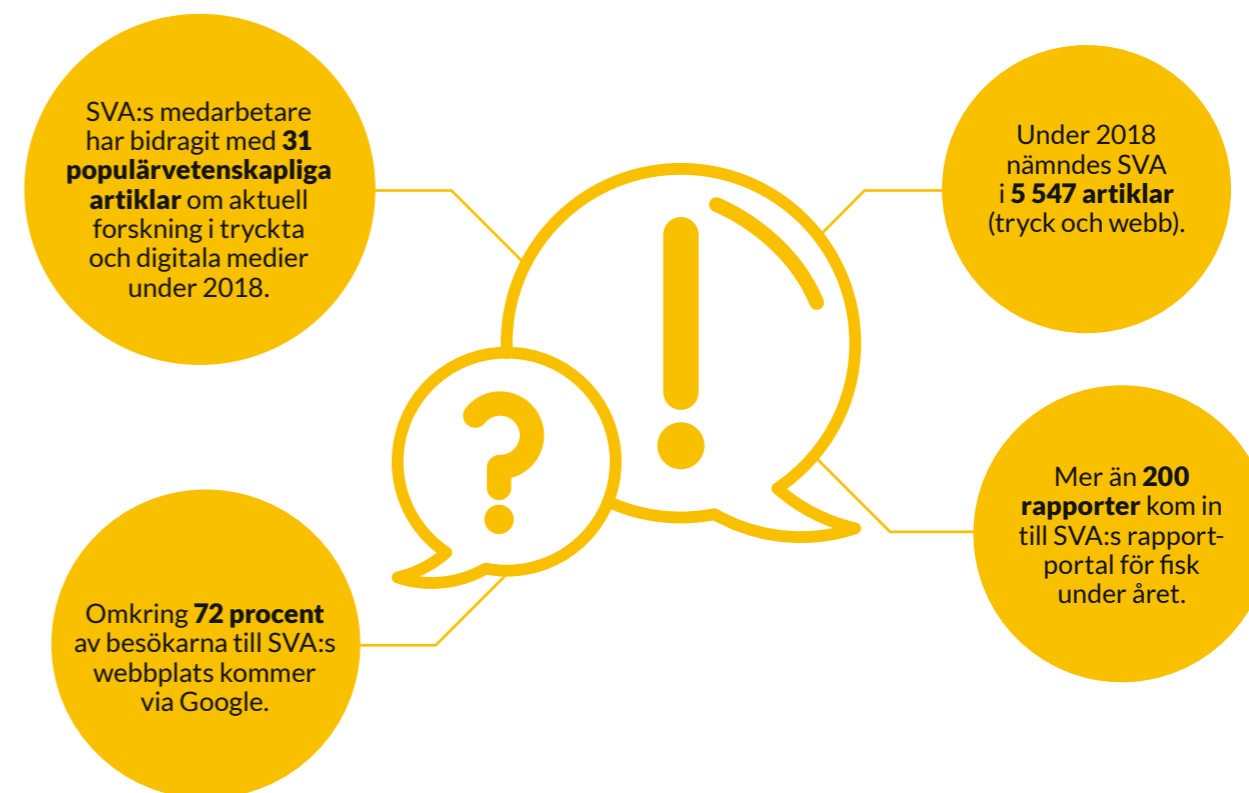 SVA:s medarbetare
har bidragit med 31
populärvetenskapliga
artiklar om aktuell
forskning i tryckta
och digitala medier
under 2018.
Under 2018
nämndes SVA
i 5 547 artiklar
(tryck och webb).
Mer än 200
rapporter kom in
till SVA:s rapport-
portal för fisk
under året.
Omkring 72 procent
av besökarna till SVA:s
webbplats kommer
via Google.
!
?